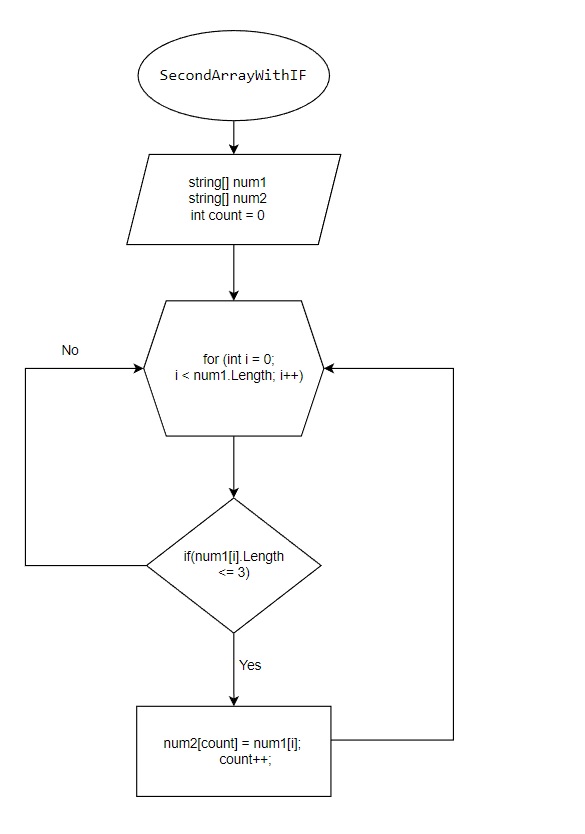 SecondArrayWithIF
string[] num1
string[] num2
int count = 0
No
for (int i = 0;
i < num1.Length; i++)
if(num1[i].Length
<= 3)
Yes
num2[count] = num1[i];
count++;